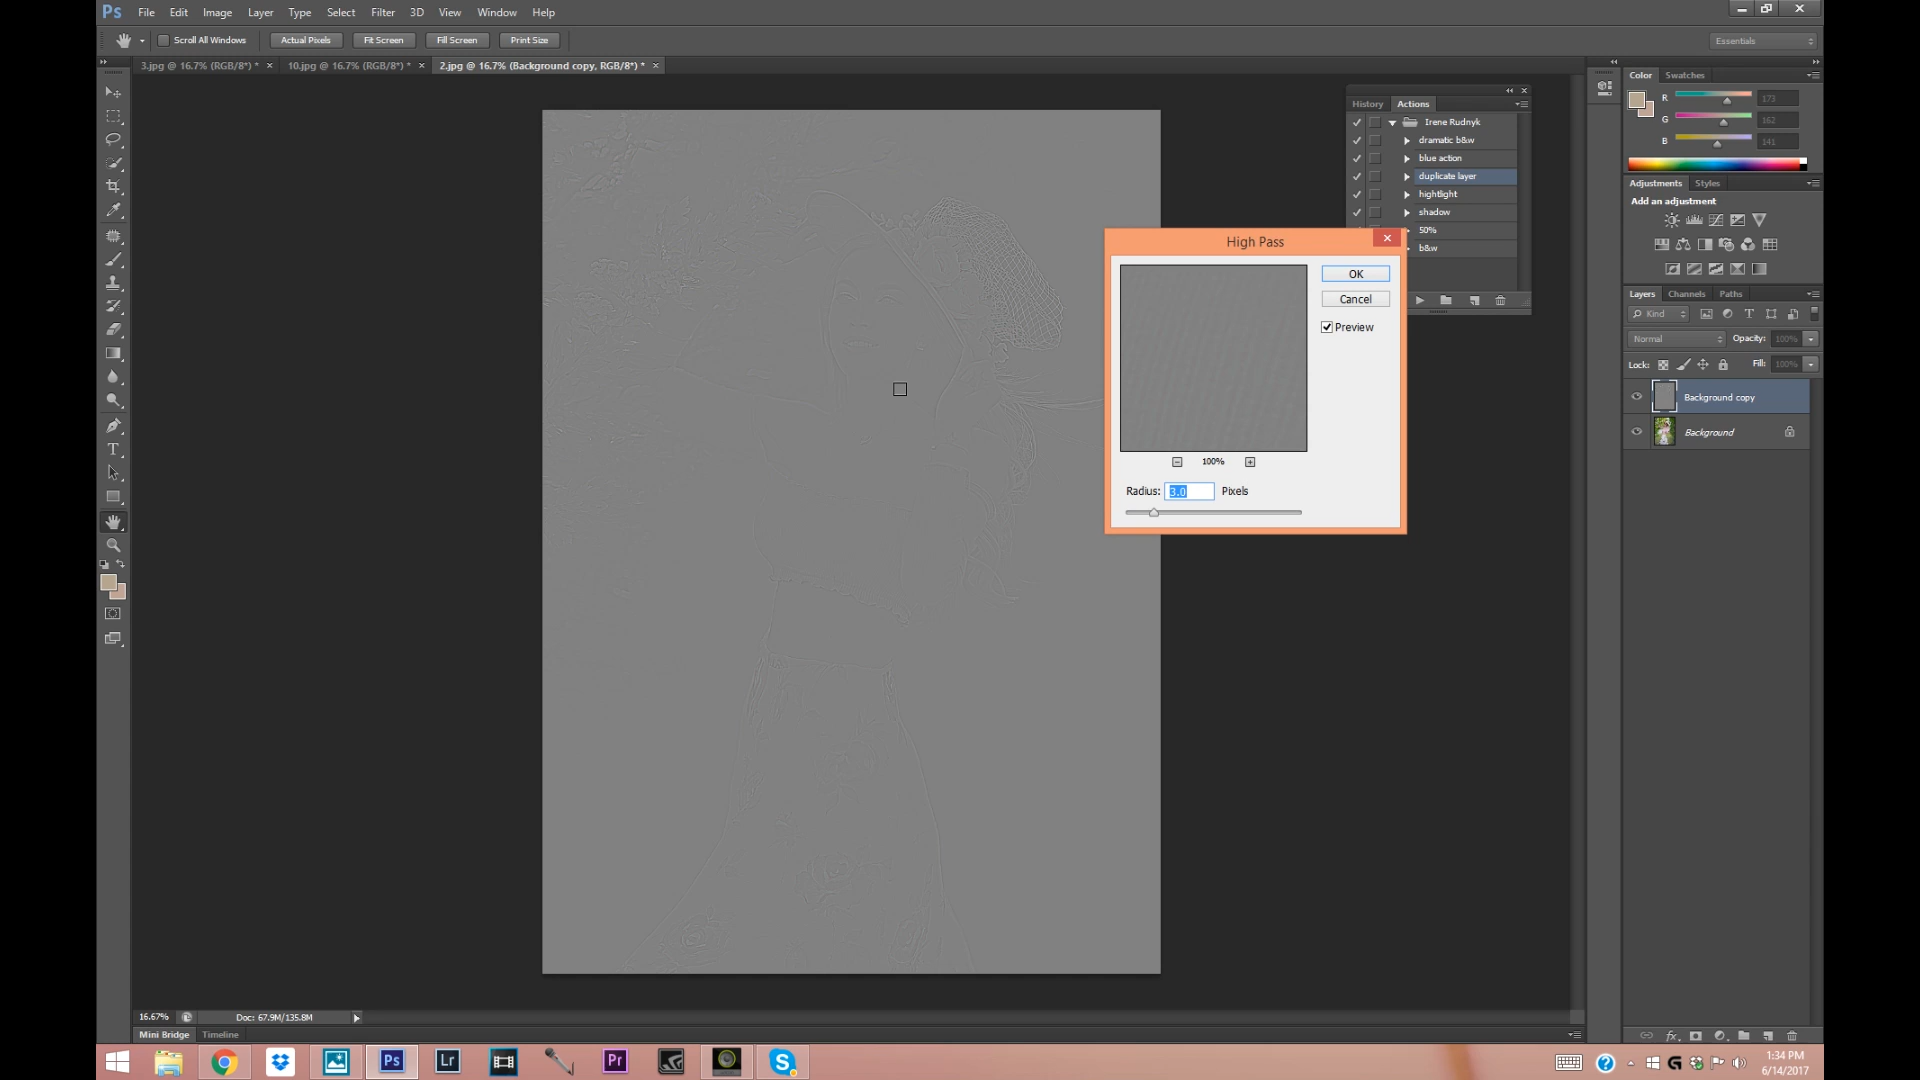 Ps File Edit Image Layer Type Select Filter 3D View Window Help
Scroll All Windows Actual Pixels Fit Screen Fill Screen Print Size Essentials
3.jpg @ 16.7% (RGB/8*) * × 10.jpg @ 16.7% (RGB/8*) * × 2.jpg @ 16.7% (Background copy, RGB/8*) * ×
History Actions
Irene Rudnyk
dramatic b&w
blue action
duplicate layer
hightlight
shadow
50%
b&w
High Pass
OK
Cancel
Preview
100%
Radius: 3.0 Pixels
Color Swatches
R 173
G 162
B 141
Adjustments Styles
Add an adjustment
Layers Channels Paths
Kind
Normal Opacity: 100%
Lock: Fill: 100%
Background copy
Background
16.67% Doc: 67.9M/135.8M
Mini Bridge Timeline
Ps Lr Pr S
1:34 PM
6/14/2017